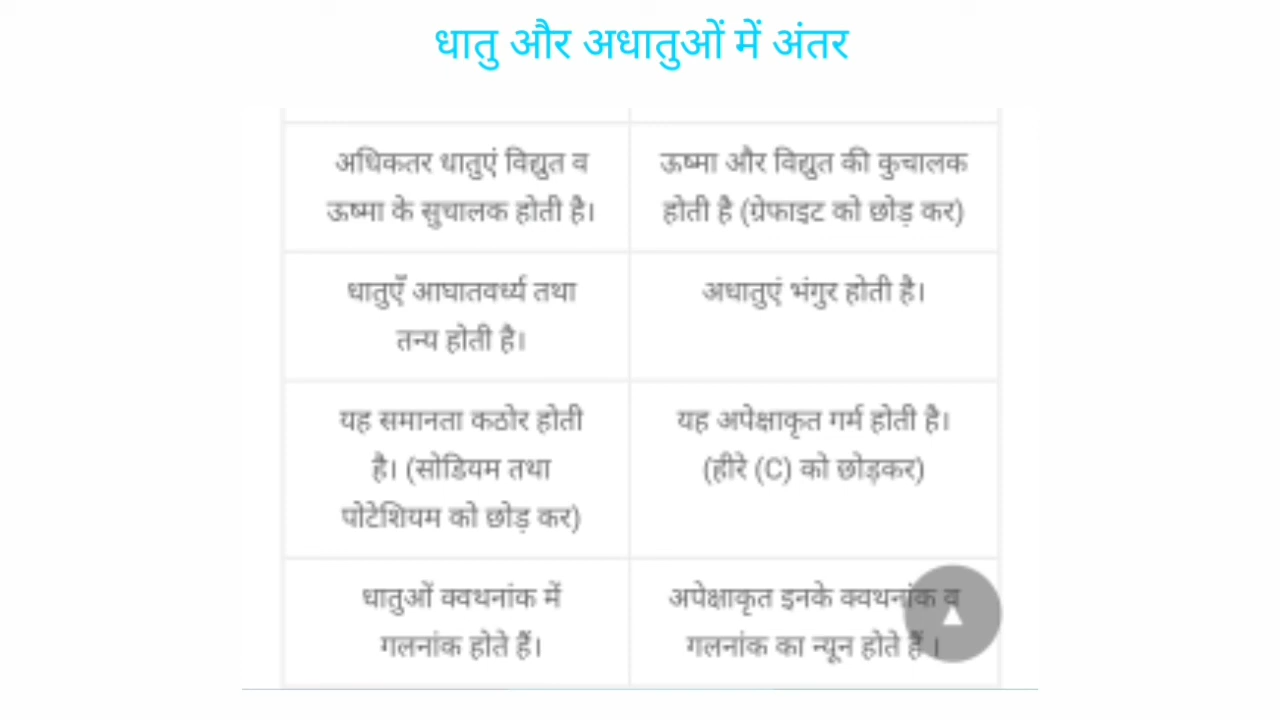 धातु और अधातुओं में अंतर
अधिकतर धातुएं विद्युत व
ऊष्मा के सुचालक होती है।
ऊष्मा और विद्युत की कुचालक
होती है (ग्रेफाइट को छोड़ कर)
धातुएँ आघातवर्ध्य तथा
तन्य होती है।
अधातुएं भंगुर होती है।
यह समानता कठोर होती
है। (सोडियम तथा
पोटेशियम को छोड़ कर)
यह अपेक्षाकृत गर्म होती है।
(हीरे (C) को छोड़कर)
धातुओं क्वथनांक में
गलनांक होते हैं।
अपेक्षाकृत इनके क्वथनांक व
गलनांक का न्यून होते हैं ।